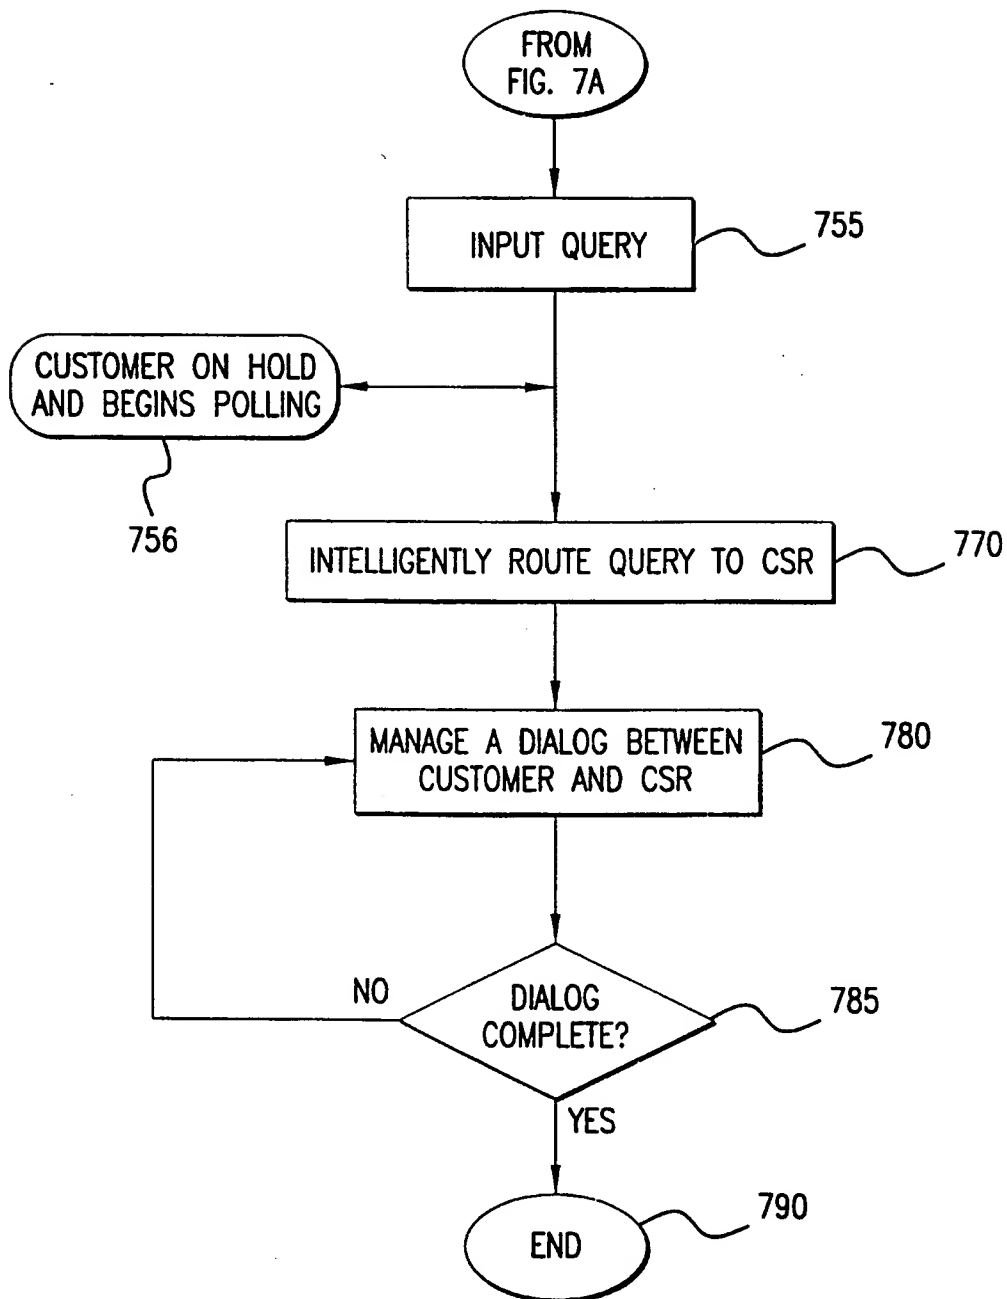 FROM
FIG. 7A
INPUT QUERY
755
CUSTOMER ON HOLD
AND BEGINS POLLING
756
INTELLIGENTLY ROUTE QUERY TO CSR
770
MANAGE A DIALOG BETWEEN
CUSTOMER AND CSR
780
NO
DIALOG
COMPLETE?
785
YES
END
790